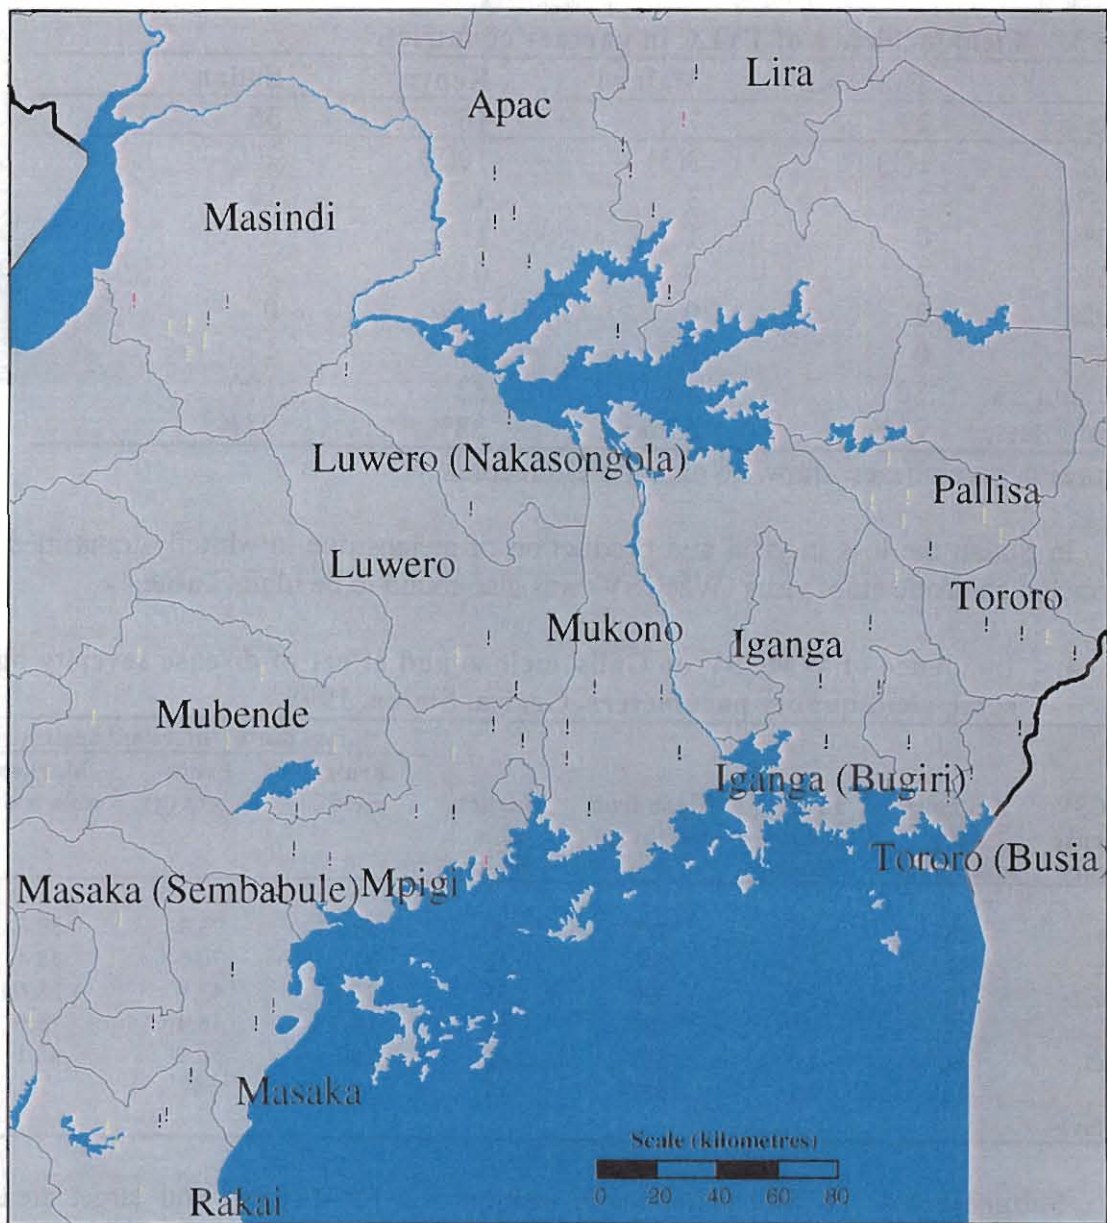 Lira
Apac
Masindi
Luwero (Nakasongola)
Pallisa
Luwero
Tororo
Mukono
Iganga
Mubende
Iganga (Bugiri)
Tororo (Busia)
Masaka (Sembabule)
Mpigi
Masaka
Scale (kilometres)
0 20 40 60 80
Rakai